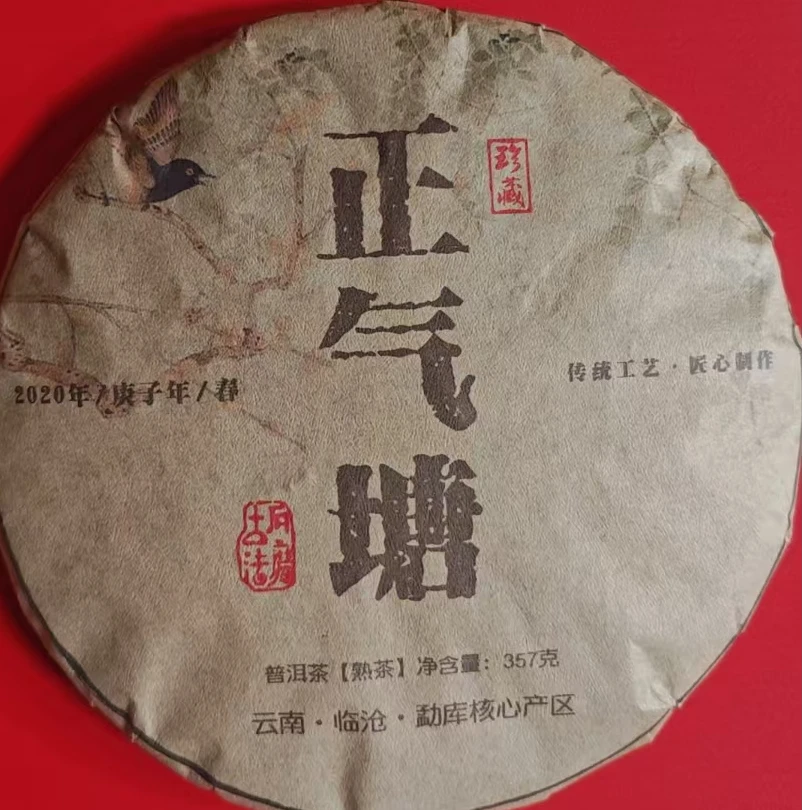 正气塘
珍藏
2020年/庚子年/春
传统工艺·匠心制作
古法
普洱茶【熟茶】净含量：357克
云南·临沧·勐库核心产区